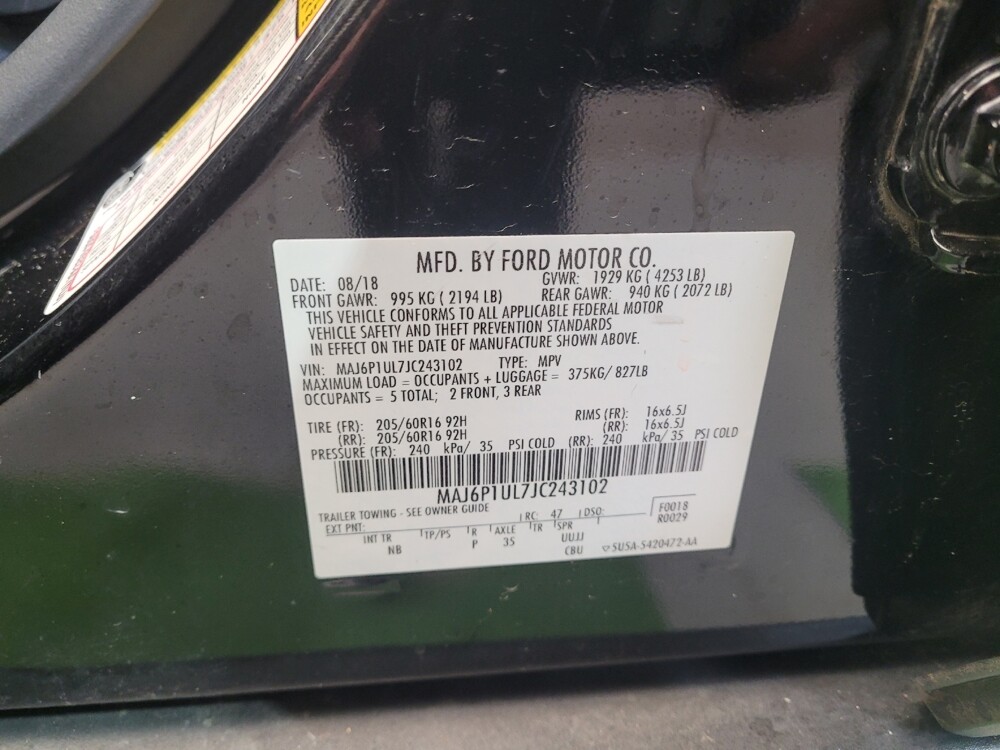 MFD. BY FORD MOTOR CO.
DATE: 08/18 GVWR: 1929 KG ( 4253 LB)
FRONT GAWR: 995 KG ( 2194 LB) REAR GAWR: 940 KG ( 2072 LB)
THIS VEHICLE CONFORMS TO ALL APPLICABLE FEDERAL MOTOR
VEHICLE SAFETY AND THEFT PREVENTION STANDARDS
IN EFFECT ON THE DATE OF MANUFACTURE SHOWN ABOVE.
VIN: MAJ6P1UL7JC243102 TYPE: MPV
MAXIMUM LOAD = OCCUPANTS + LUGGAGE = 375KG/ 827LB
OCCUPANTS = 5 TOTAL; 2 FRONT, 3 REAR
TIRE (FR): 205/60R16 92H RIMS (FR): 16x6.5J
(RR): 205/60R16 92H (RR): 16x6.5J
PRESSURE (FR): 240 kPa/ 35 PSI COLD (RR): 240 kPa/ 35 PSI COLD
MAJ6P1UL7JC243102
TRAILER TOWING - SEE OWNER GUIDE RC: 47 DSO: F0018
EXT PNT: R0029
INT TR TP/PS R AXLE TR SPR
NB P 35 UUJJ
CBU 5USA-S420472-AA